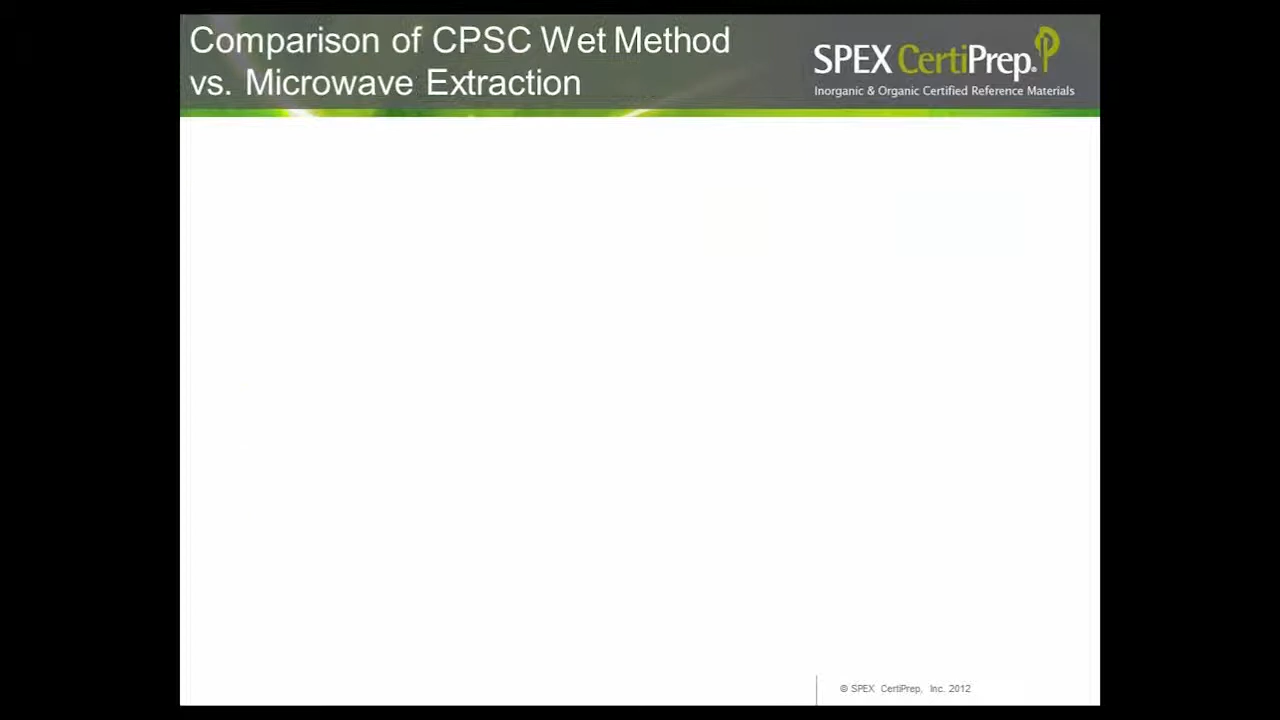 Comparison of CPSC Wet Method
vs. Microwave Extraction
SPEX CertiPrep.
Inorganic & Organic Certified Reference Materials
© SPEX CertiPrep, Inc. 2012